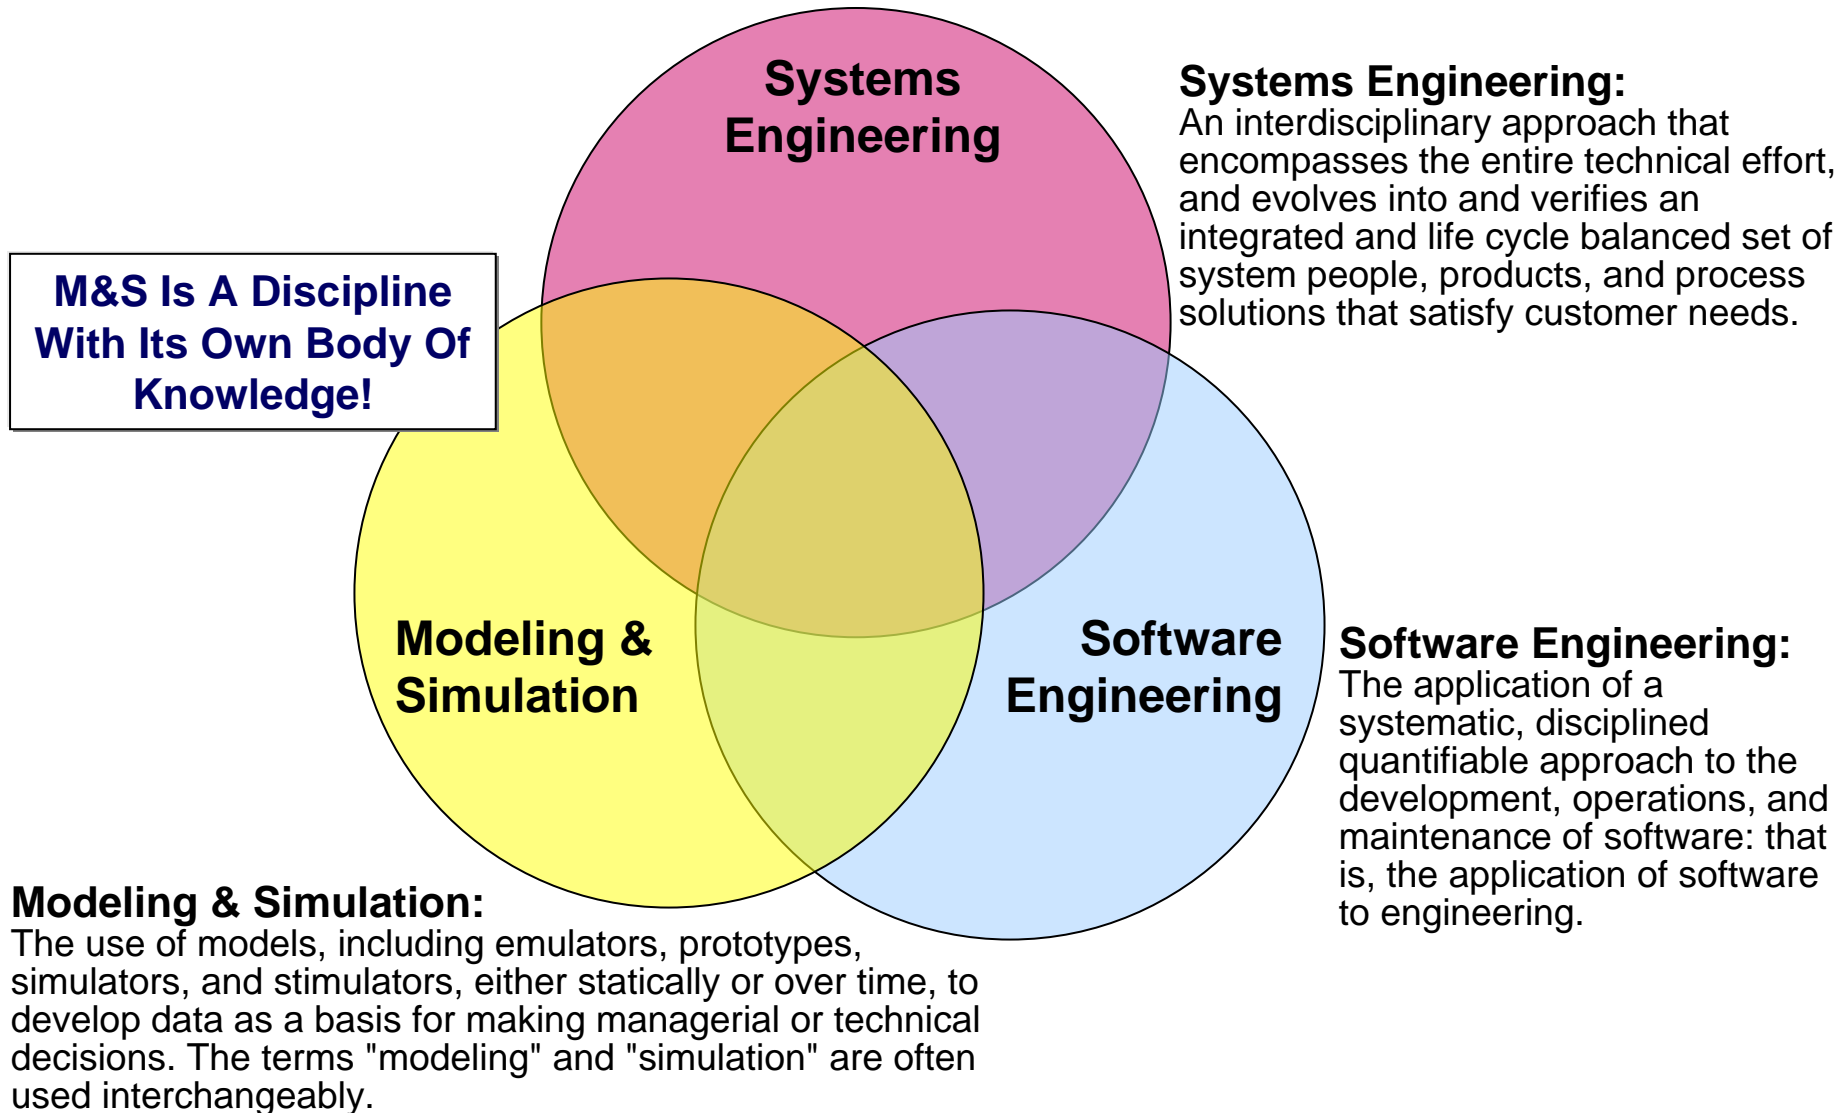 Systems
Engineering
Systems Engineering:
An interdisciplinary approach that
encompasses the entire technical effort,
and evolves into and verifies an
integrated and life cycle balanced set of
system people, products, and process
solutions that satisfy customer needs.
M&S Is A Discipline
With Its Own Body Of
Knowledge!
Modeling &
Simulation
Software
Engineering
Software Engineering:
The application of a
systematic, disciplined
quantifiable approach to the
development, operations, and
maintenance of software: that
is, the application of software
to engineering.
Modeling & Simulation:
The use of models, including emulators, prototypes,
simulators, and stimulators, either statically or over time, to
develop data as a basis for making managerial or technical
decisions. The terms "modeling" and "simulation" are often
used interchangeably.